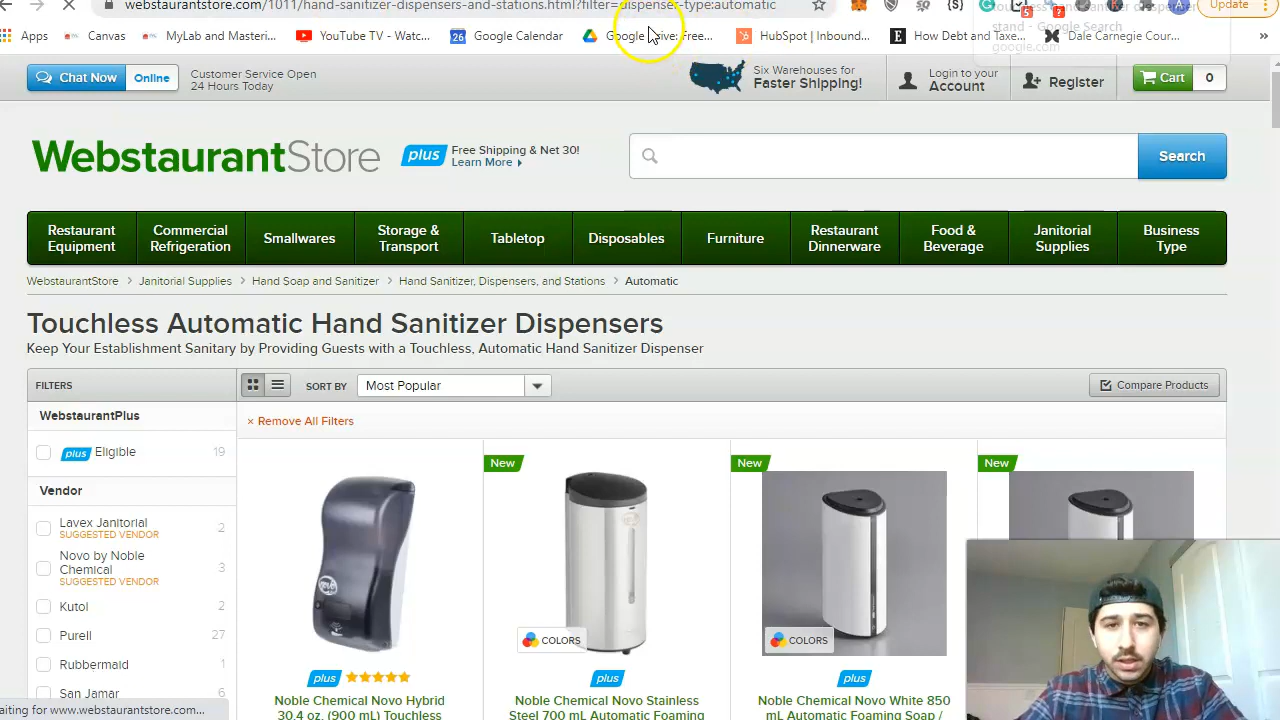 webstaurantstore.com/1011/hand-sanitizer-dispensers-and-stations.html?filter=dispenser-type:automatic
Update
Apps
Canvas
MyLab and Masteri...
YouTube TV - Watc...
26
Google Calendar
Google Drive: Free...
HubSpot | Inbound...
How Debt and Taxe...
Dale Carnegie Cour...
»
5
?
hand sanitizer dispenser
stand - Google Search
google.com
Chat Now
Online
Customer Service Open
24 Hours Today
Six Warehouses for
Faster Shipping!
Login to your
Account
Register
Cart
0
WebstaurantStore
plus
Free Shipping & Net 30!
Learn More
Search
Restaurant
Equipment
Commercial
Refrigeration
Smallwares
Storage &
Transport
Tabletop
Disposables
Furniture
Restaurant
Dinnerware
Food &
Beverage
Janitorial
Supplies
Business
Type
WebstaurantStore > Janitorial Supplies > Hand Soap and Sanitizer > Hand Sanitizer, Dispensers, and Stations > Automatic
Touchless Automatic Hand Sanitizer Dispensers
Keep Your Establishment Sanitary by Providing Guests with a Touchless, Automatic Hand Sanitizer Dispenser
FILTERS
SORT BY
Most Popular
Compare Products
WebstaurantPlus
× Remove All Filters
plus Eligible 19
Vendor
Lavex Janitorial 2
SUGGESTED VENDOR
Novo by Noble
Chemical 3
SUGGESTED VENDOR
Kutol 2
Purell 27
Rubbermaid 1
San Jamar 6
New
New
New
COLORS
COLORS
plus
plus
plus
Noble Chemical Novo Hybrid
30.4 oz. (900 mL) Touchless
Noble Chemical Novo Stainless
Steel 700 mL Automatic Foaming
Noble Chemical Novo White 850
mL Automatic Foaming Soap /
aiting for www.webstaurantstore.com...